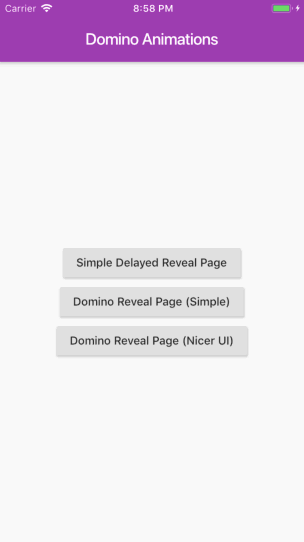 Carrier 8:58 PM
Domino Animations
Simple Delayed Reveal Page
Domino Reveal Page (Simple)
Domino Reveal Page (Nicer UI)